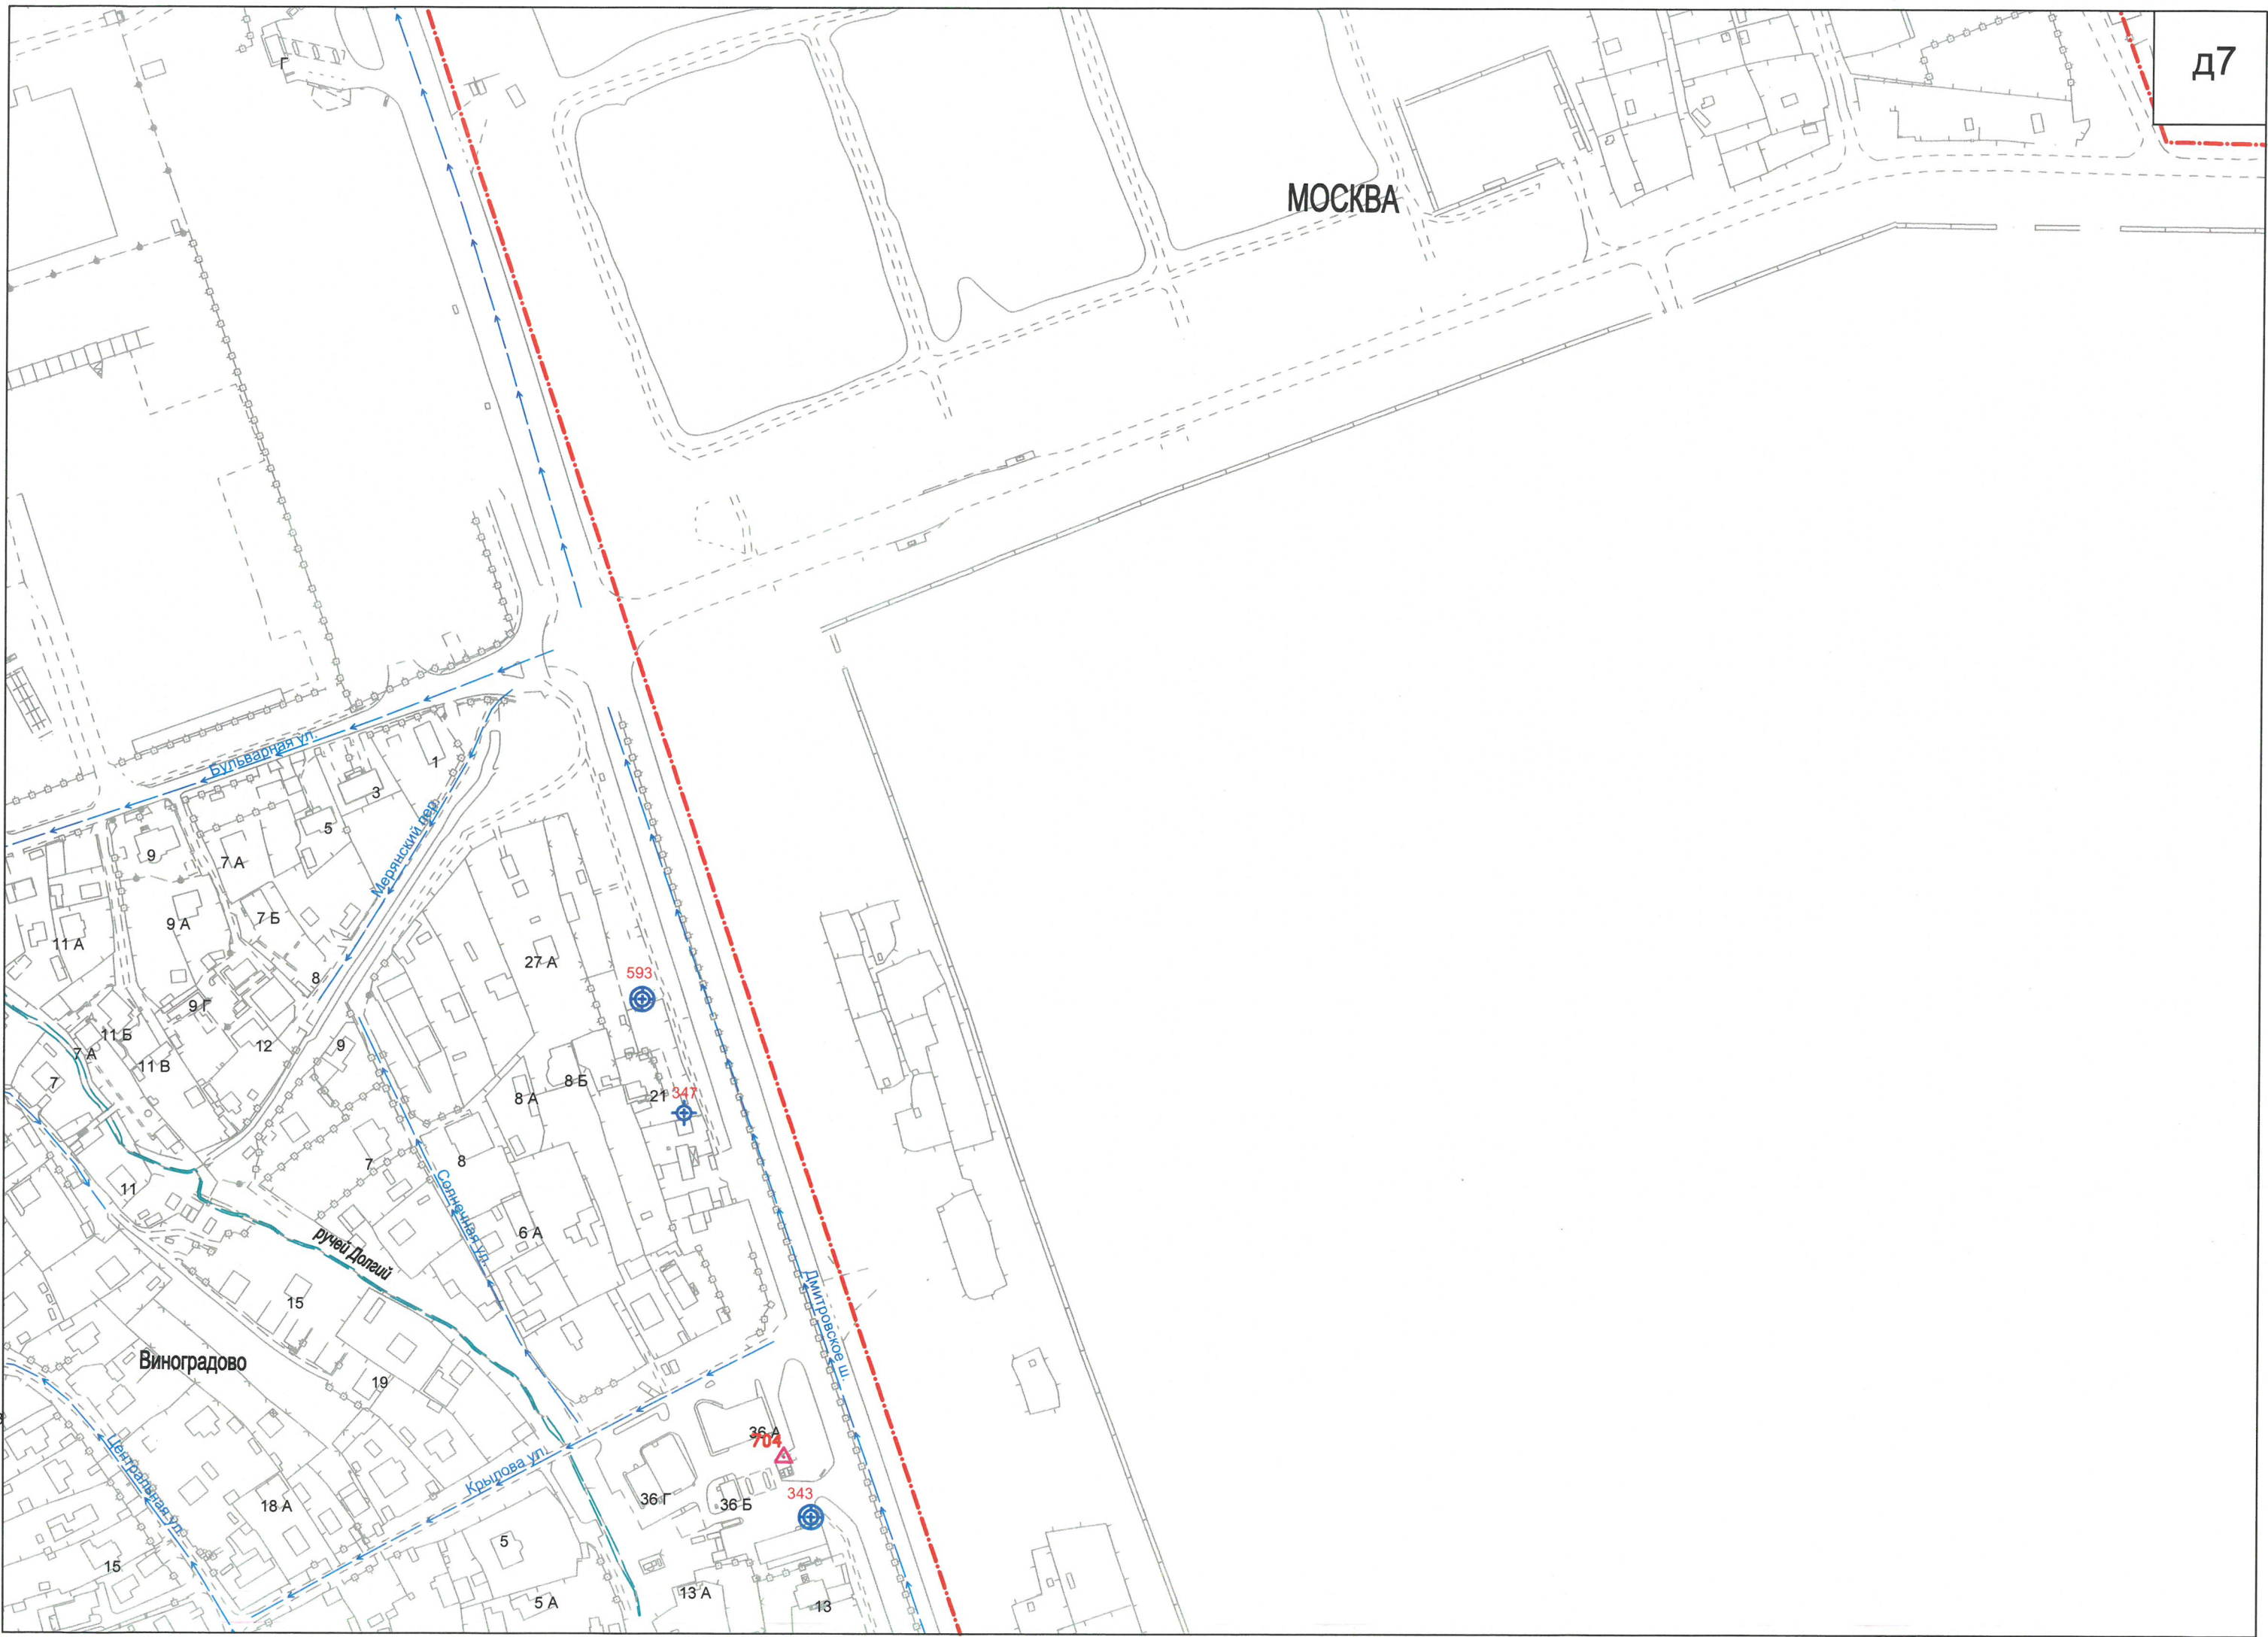 д7
Г
МОСКВА
Бульварная ул.
1
3
5
Мерянский пер.
9
7 А
7 Б
9 А
11 А
27 А
8
593
9 Г
11 Б
12
9
7 А
11 В
7
8 Б
8 А
21
347
7
8
11
Солнечная ул.
6 А
ручей Долгий
15
Дмитровское ш.
Виноградово
19
36 А
704
Центральная ул.
Крылова ул.
18 А
36 Г
36 Б
343
5
15
5 А
13 А
13